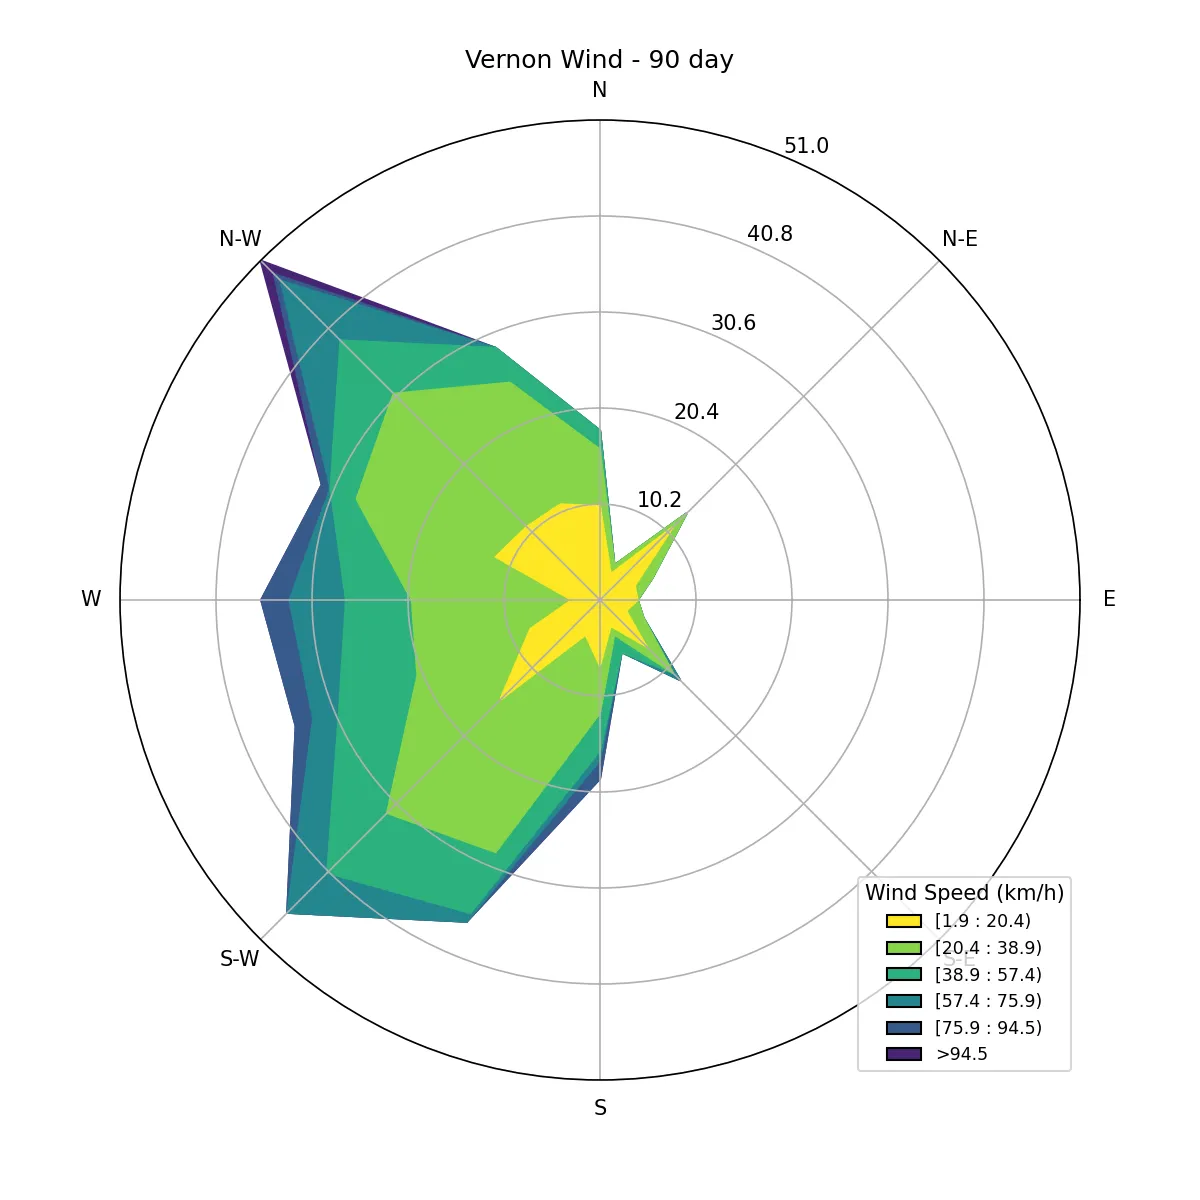 Vernon Wind - 90 day
N
51.0
40.8
N-W
N-E
30.6
20.4
10.2
W
E
Wind Speed (km/h)
[1.9 : 20.4)
[20.4 : 38.9)
S-W
S-E
[38.9 : 57.4)
[57.4 : 75.9)
[75.9 : 94.5)
>94.5
S